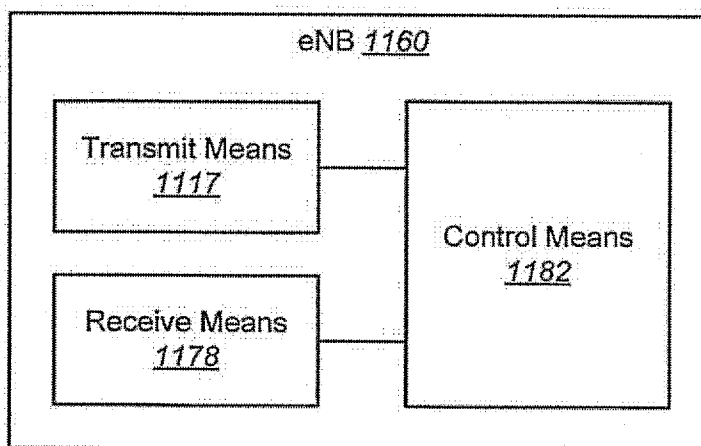 eNB 1160
Transmit Means
1117
Control Means
1182
Receive Means
1178